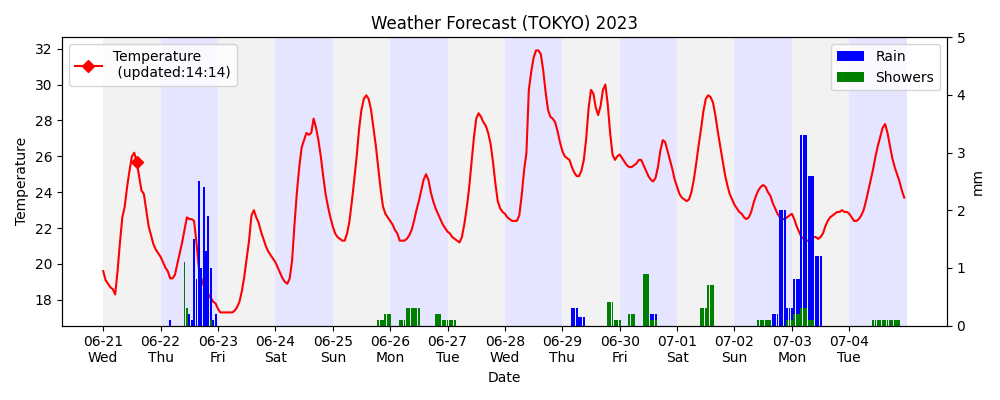 Weather Forecast (TOKYO) 2023
Temperature
(updated:14:14)
Rain
Showers
32
30
28
26
24
22
20
18
Temperature
5
4
3
2
1
0
mm
06-21 06-22 06-23 06-24 06-25 06-26 06-27 06-28 06-29 06-30 07-01 07-02 07-03 07-04
Wed Thu Fri Sat Sun Mon Tue Wed Thu Fri Sat Sun Mon Tue
Date